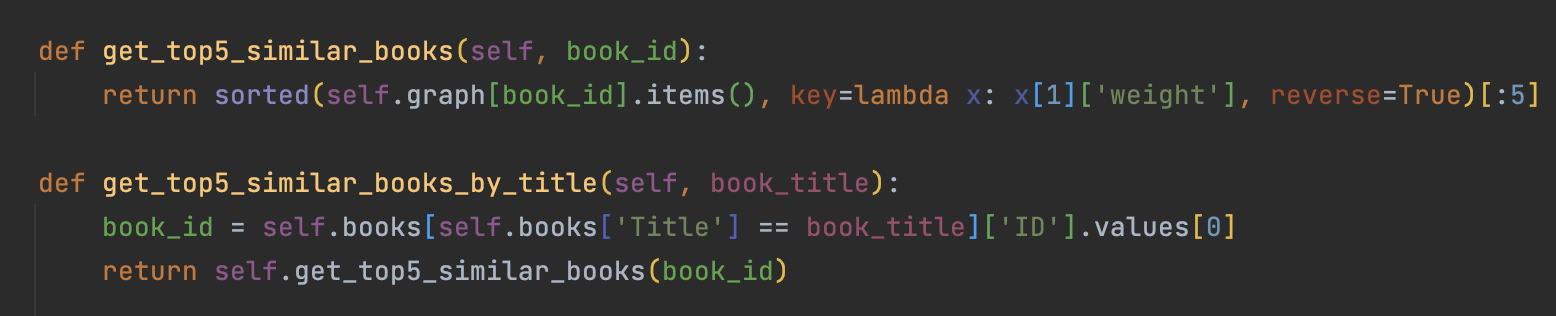 def get_top5_similar_books(self, book_id):
    return sorted(self.graph[book_id].items(), key=lambda x: x[1]['weight'], reverse=True)[:5]
def get_top5_similar_books_by_title(self, book_title):
    book_id = self.books[self.books['Title'] == book_title]['ID'].values[0]
    return self.get_top5_similar_books(book_id)